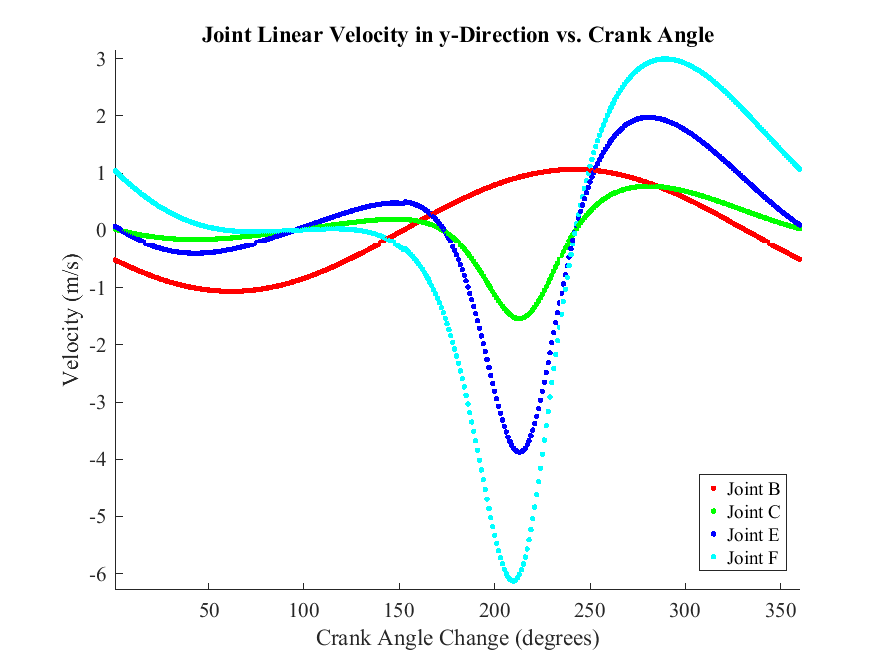 Joint Linear Velocity in y-Direction vs. Crank Angle
3
2
1
0
-1
-2
-3
-4
-5
-6
Velocity (m/s)
Joint B
Joint C
Joint E
Joint F
50 100 150 200 250 300 350
Crank Angle Change (degrees)